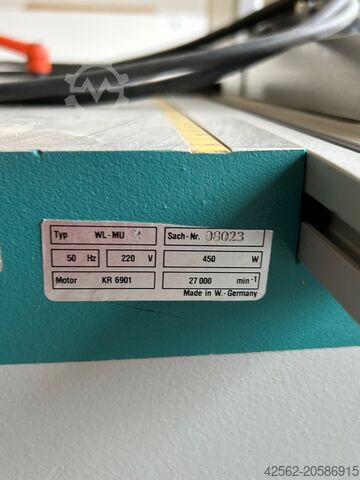 Typ WL-MU 2 Sach-Nr. 08023
50 Hz 220 V 450 W
Motor KR 6901 27 000 min⁻¹
Made in W.-Germany
42562-20586915